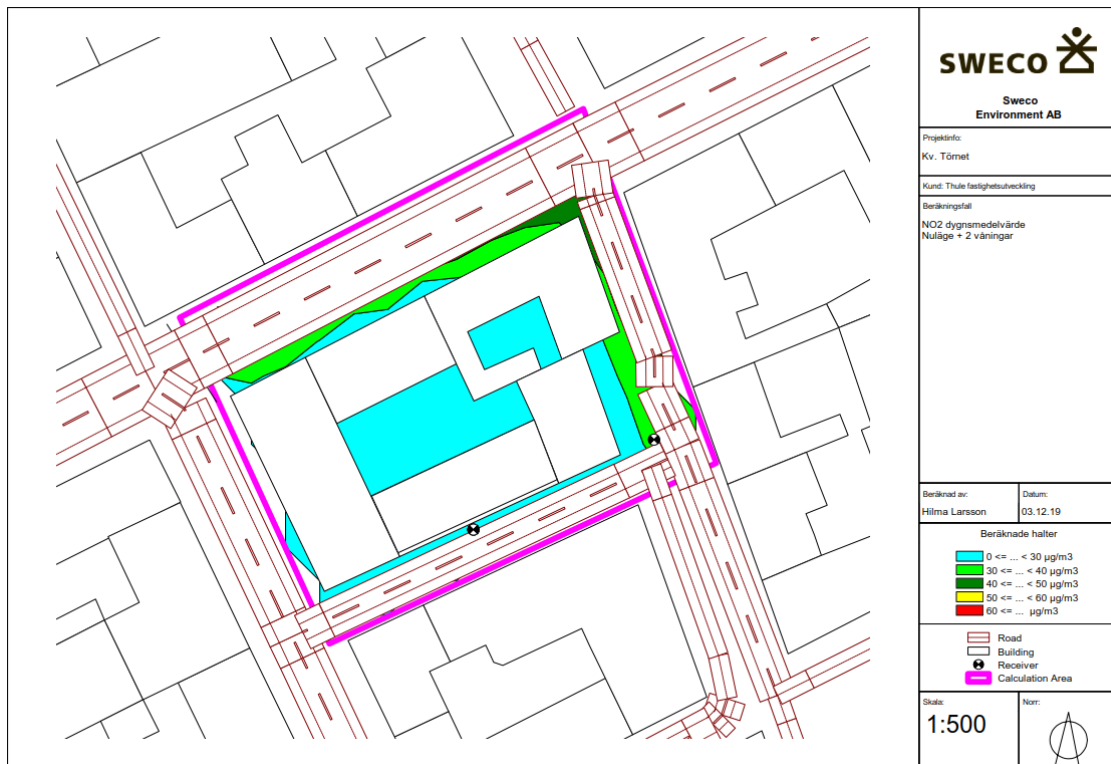 SWECO
Sweco
Environment AB
Projektinfo:
Kv. Törnet
Kund: Thule fastighetsutveckling
Beräkningsfall
NO2 dygnsmedelvärde
Nuläge + 2 våningar
Beräknad av:
Hilma Larsson
Datum:
03.12.19
Beräknade halter
0 <= ... < 30 µg/m3
30 <= ... < 40 µg/m3
40 <= ... < 50 µg/m3
50 <= ... < 60 µg/m3
60 <= ... µg/m3
Road
Building
Receiver
Calculation Area
Skala:
1:500
Norr: